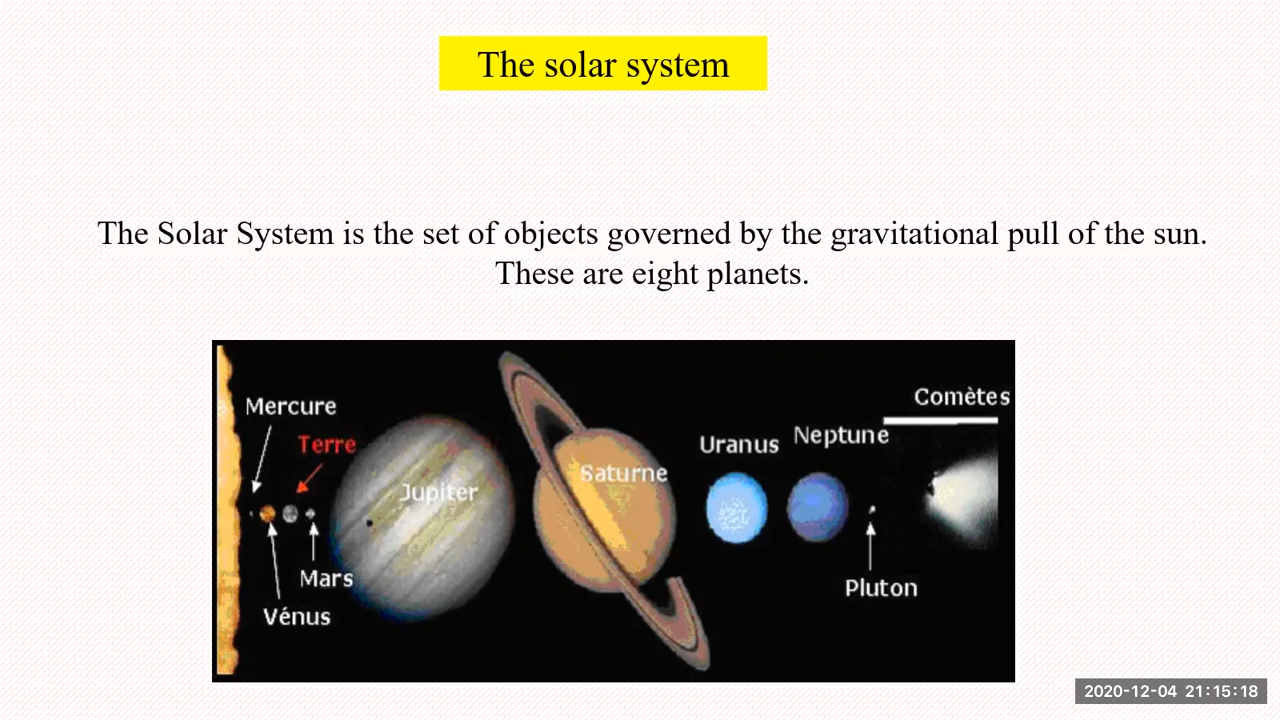 The solar system
The Solar System is the set of objects governed by the gravitational pull of the sun.
These are eight planets.
Comètes
Mercure
Neptune
Terre
Uranus
Saturne
Jupiter
Mars
Pluton
Vénus
2020-12-04 21:15:18